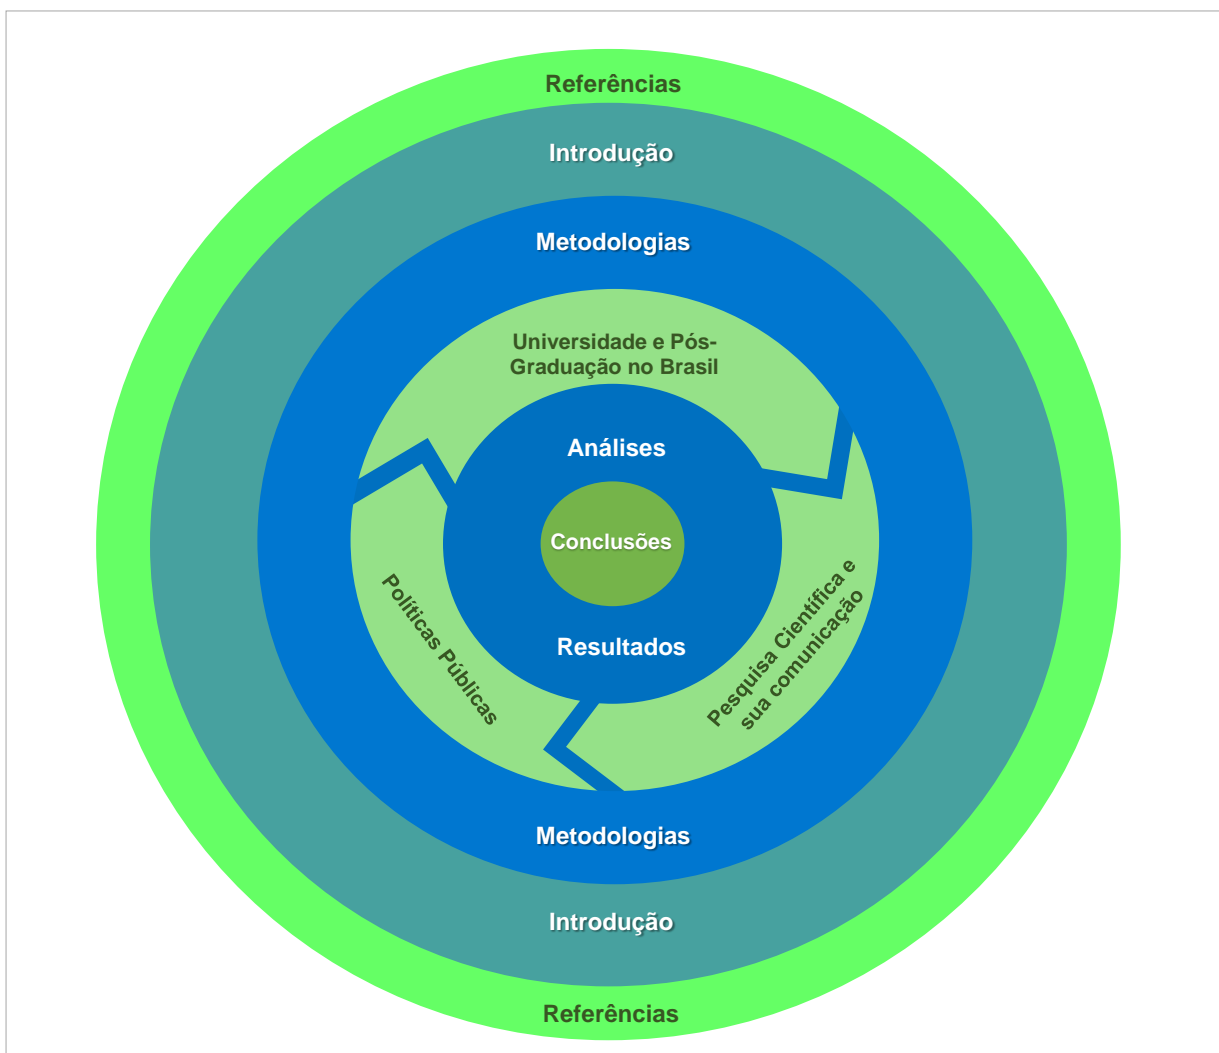 Referências
Introdução
Metodologias
Universidade e Pós-
Graduação no Brasil
Análises
Conclusões
Políticas Públicas
Pesquisa Científica e
sua comunicação
Resultados
Metodologias
Introdução
Referências